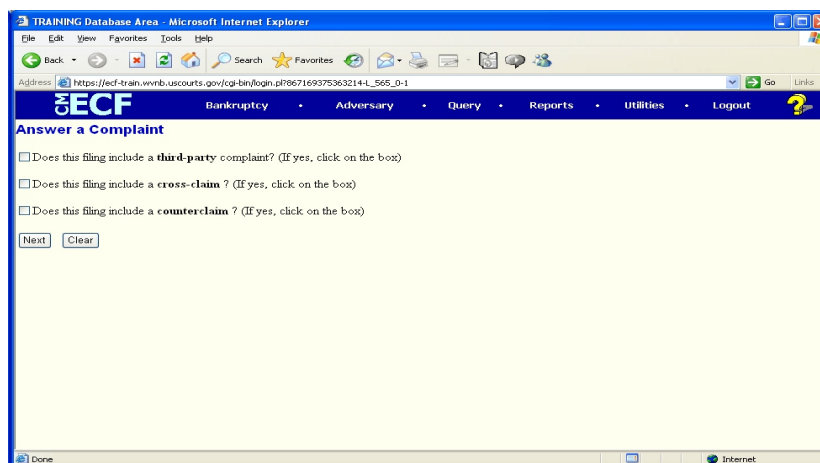 TRAINING Database Area - Microsoft Internet Explorer
File Edit View Favorites Tools Help
Back Search Favorites
Address https://ecf-train.wvnb.uscourts.gov/cgi-bin/login.pl?867169375363214-L_565_0-1 Go Links
CM ECF Bankruptcy • Adversary • Query • Reports • Utilities • Logout ?
Answer a Complaint
Does this filing include a third-party complaint? (If yes, click on the box)
Does this filing include a cross-claim ? (If yes, click on the box)
Does this filing include a counterclaim ? (If yes, click on the box)
Next Clear
Done Internet